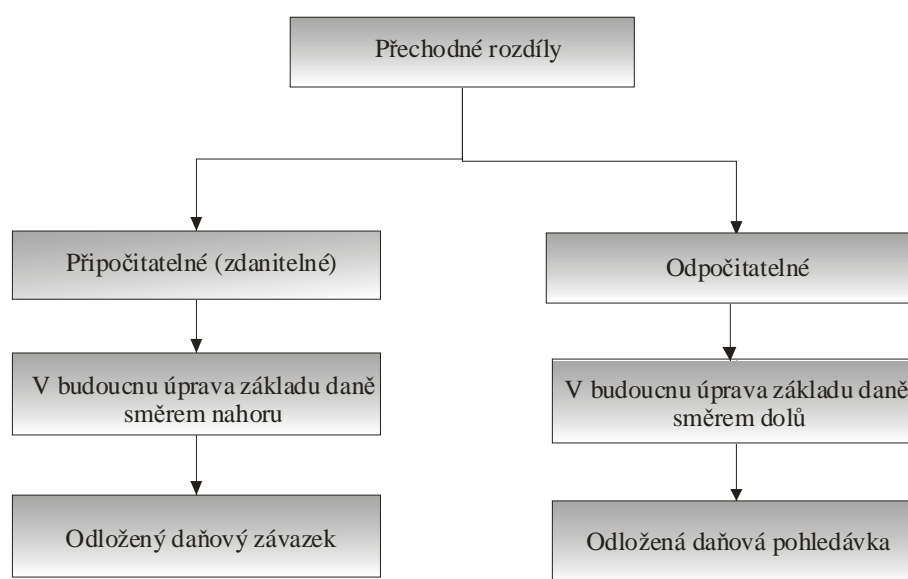 Přechodné rozdíly
Připočitatelné (zdanitelné)
V budoucnu úprava základu daně
směrem nahoru
Odložený daňový závazek
Odpočitatelné
V budoucnu úprava základu daně
směrem dolů
Odložená daňová pohledávka